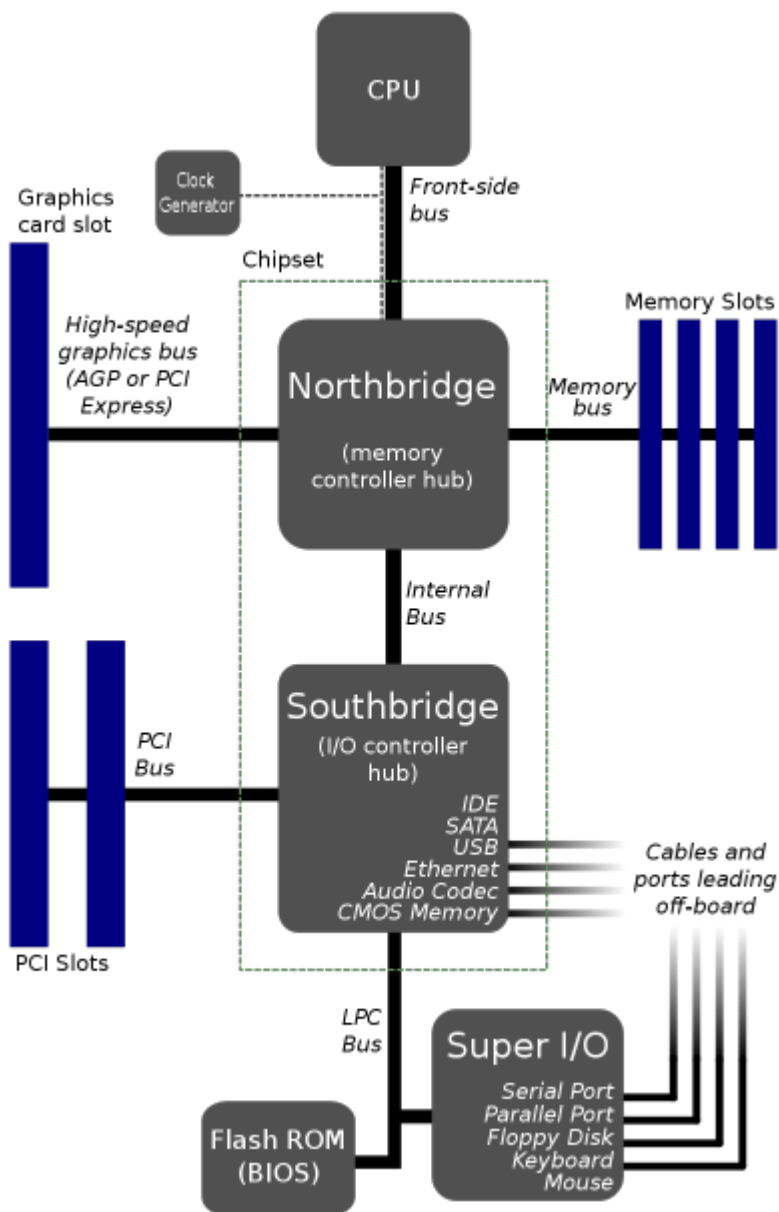 CPU
Clock
Generator
Front-side
bus
Graphics
card slot
Chipset
High-speed
graphics bus
(AGP or PCI
Express)
Northbridge
(memory
controller hub)
Memory Slots
Memory
bus
Internal
Bus
Southbridge
(I/O controller
hub)
PCI
Bus
IDE
SATA
USB
Ethernet
Audio Codec
CMOS Memory
Cables and
ports leading
off-board
PCI Slots
LPC
Bus
Super I/O
Serial Port
Parallel Port
Floppy Disk
Keyboard
Mouse
Flash ROM
(BIOS)